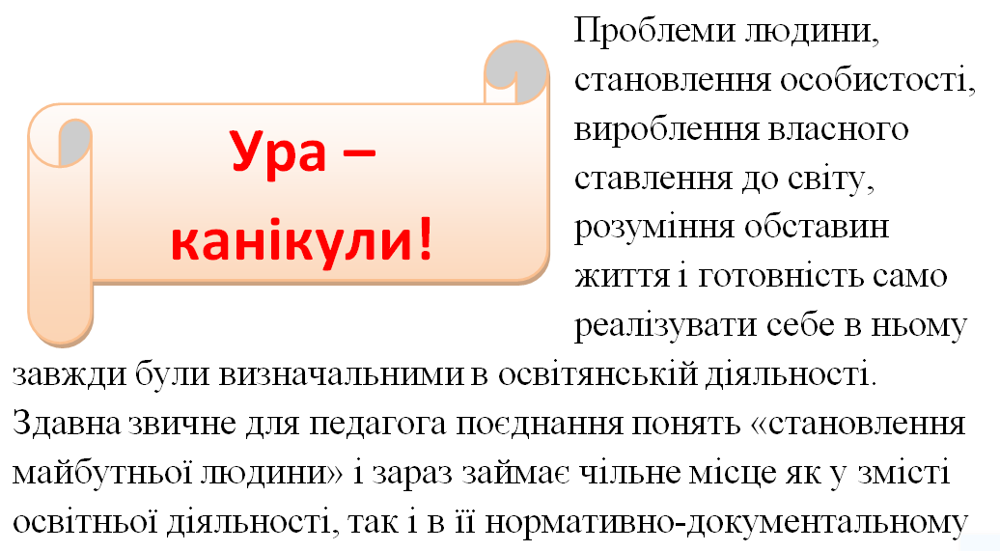 Ура –
канікули!
Проблеми людини,
становлення особистості,
вироблення власного
ставлення до світу,
розуміння обставин
життя і готовність само
реалізувати себе в ньому
завжди були визначальними в освітянській діяльності.
Здавна звичне для педагога поєднання понять «становлення
майбутньої людини» і зараз займає чільне місце як у змісті
освітньої діяльності, так і в її нормативно-документальному